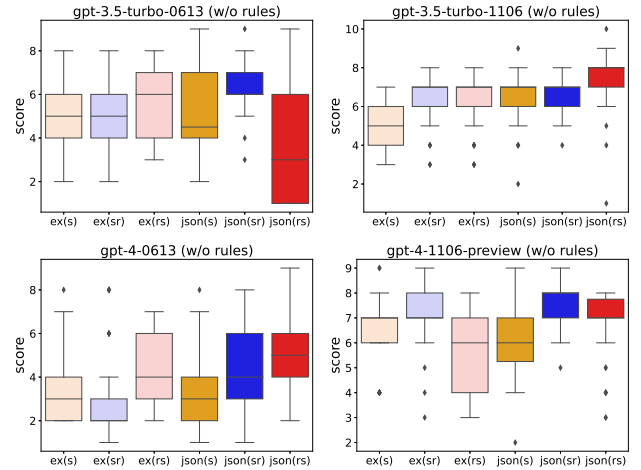 gpt-3.5-turbo-0613 (w/o rules)
score
8
6
4
2
ex(s) ex(sr) ex(rs) json(s) json(sr) json(rs)
gpt-3.5-turbo-1106 (w/o rules)
score
10
8
6
4
2
ex(s) ex(sr) ex(rs) json(s) json(sr) json(rs)
gpt-4-0613 (w/o rules)
score
8
6
4
2
ex(s) ex(sr) ex(rs) json(s) json(sr) json(rs)
gpt-4-1106-preview (w/o rules)
score
9
8
7
6
5
4
3
2
ex(s) ex(sr) ex(rs) json(s) json(sr) json(rs)